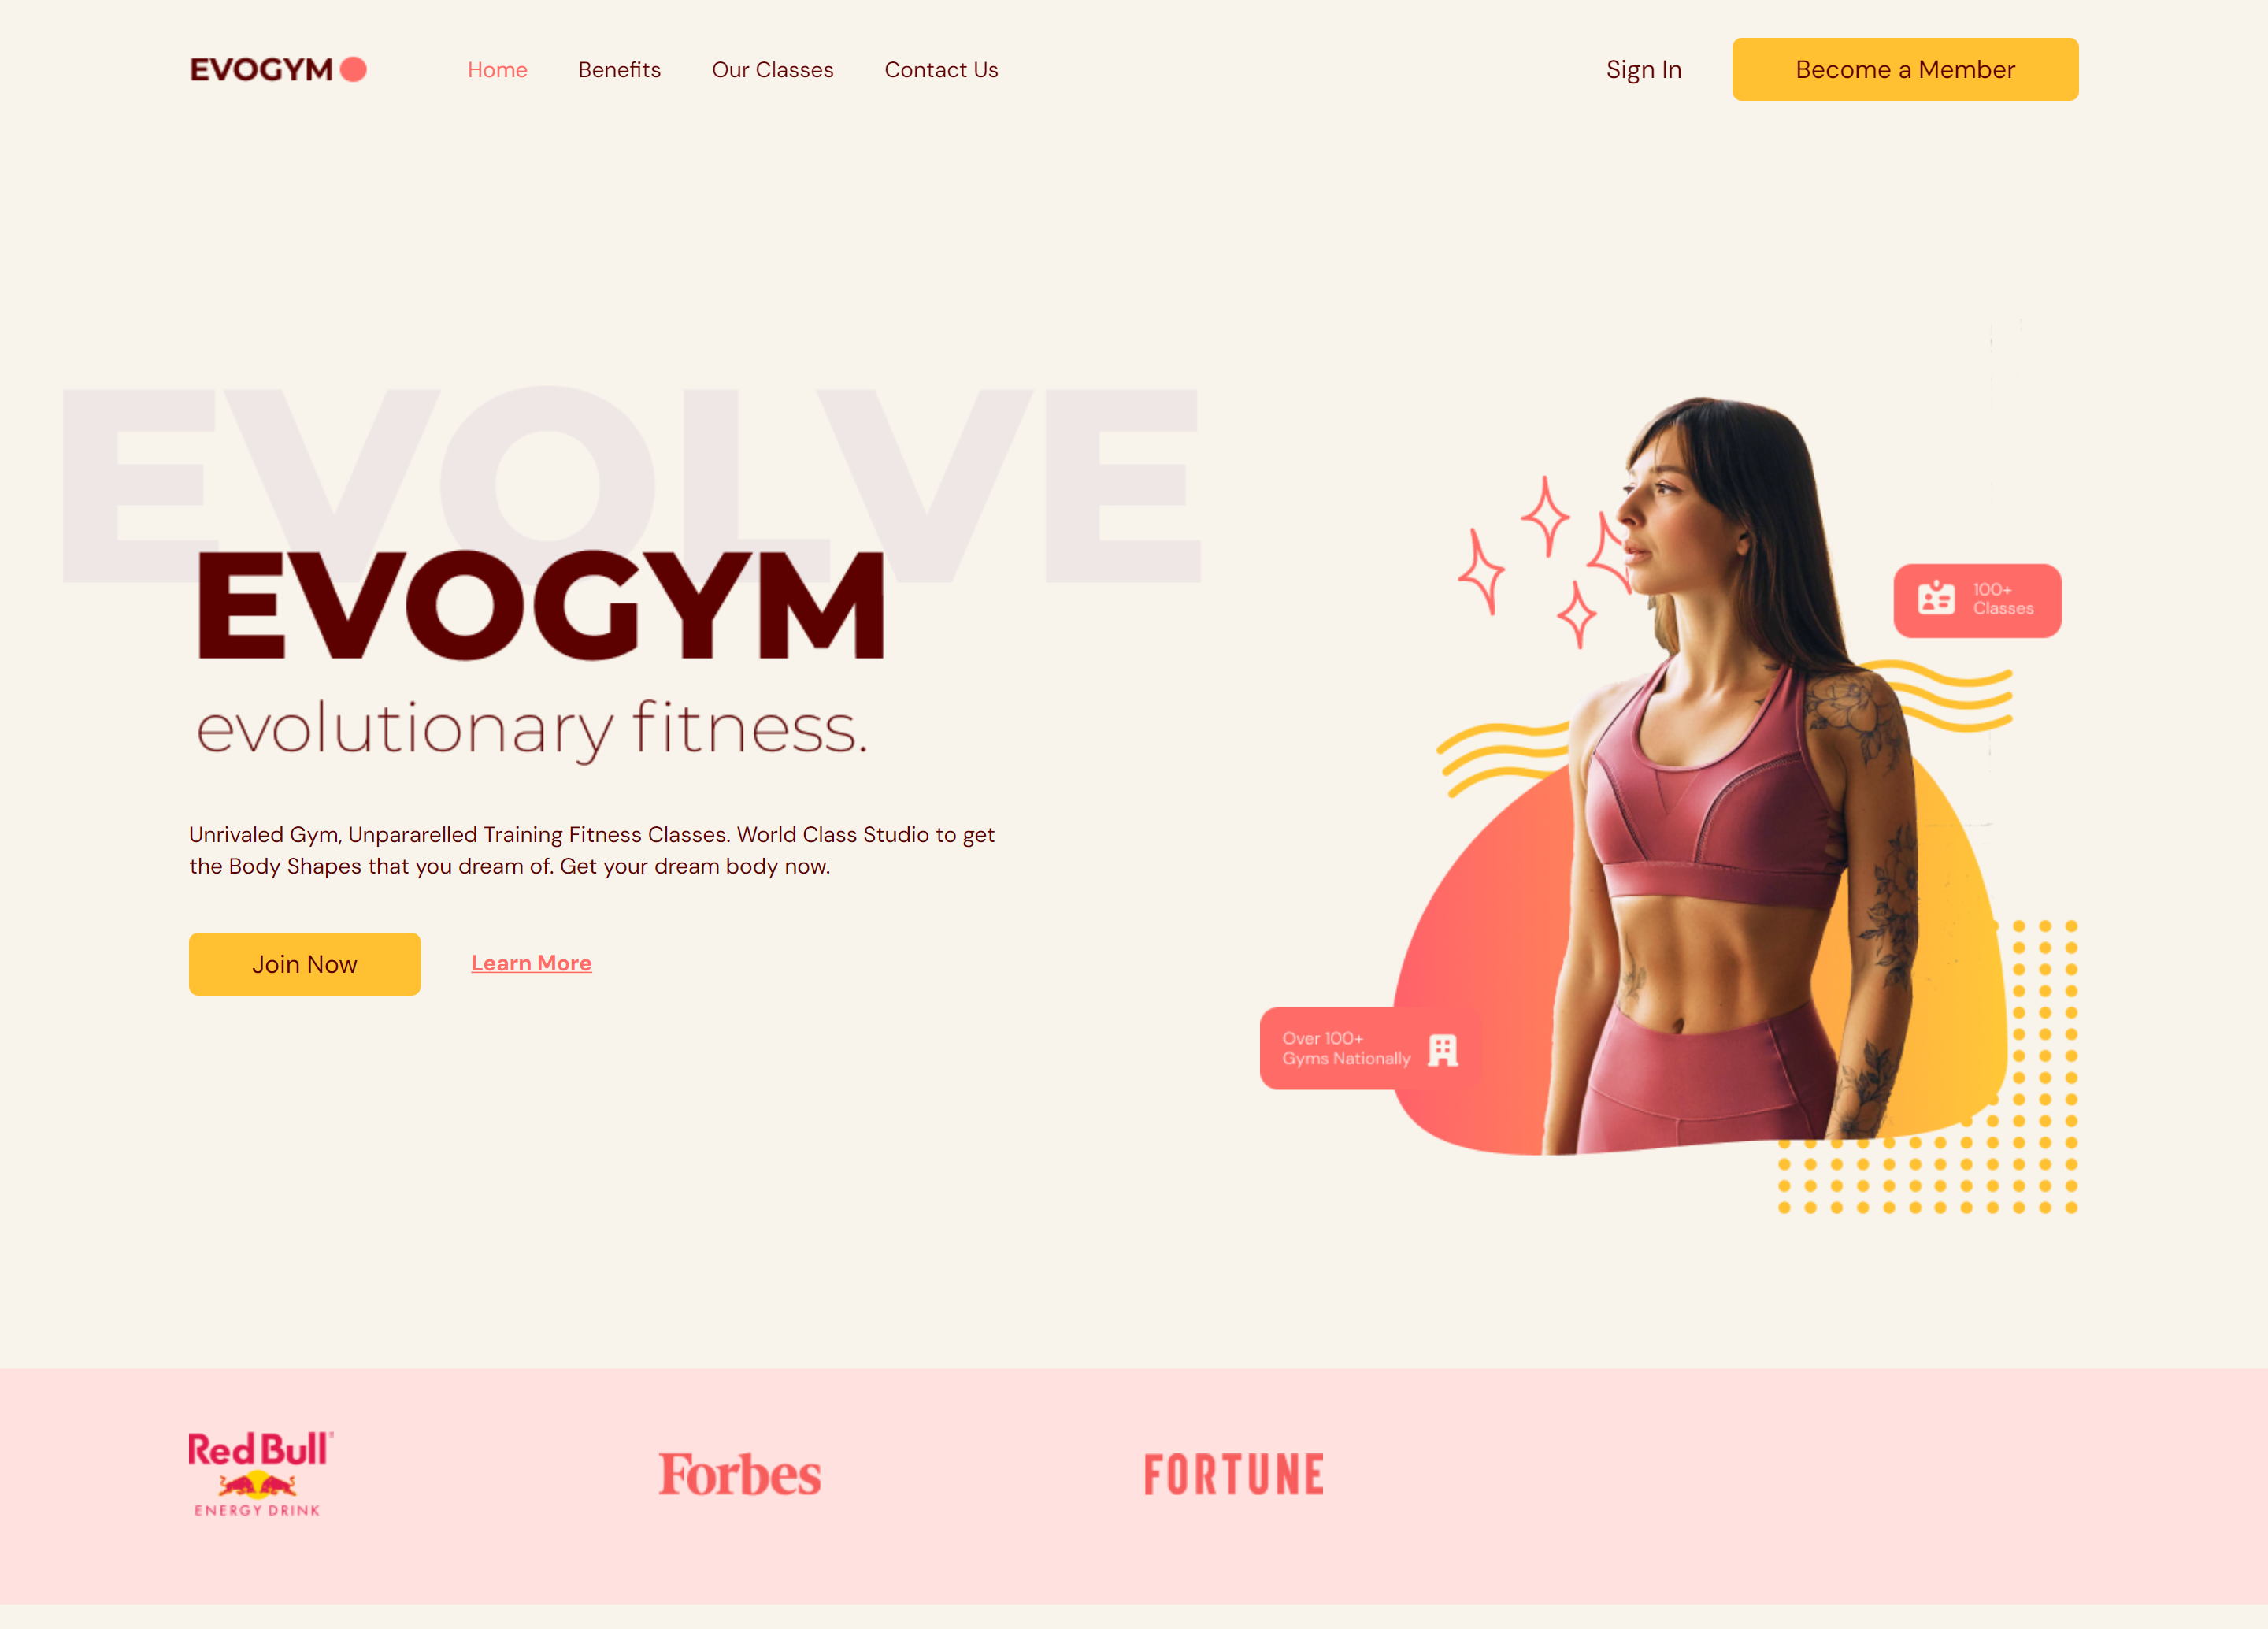 EVOGYM
Home
Benefits
Our Classes
Contact Us
Sign In
Become a Member
EVOLVE
EVOGYM
evolutionary fitness.
Unrivaled Gym, Unpararelled Training Fitness Classes. World Class Studio to get
the Body Shapes that you dream of. Get your dream body now.
Join Now
Learn More
100+
Classes
Over 100+
Gyms Nationally
Red Bull®
ENERGY DRINK
Forbes
FORTUNE